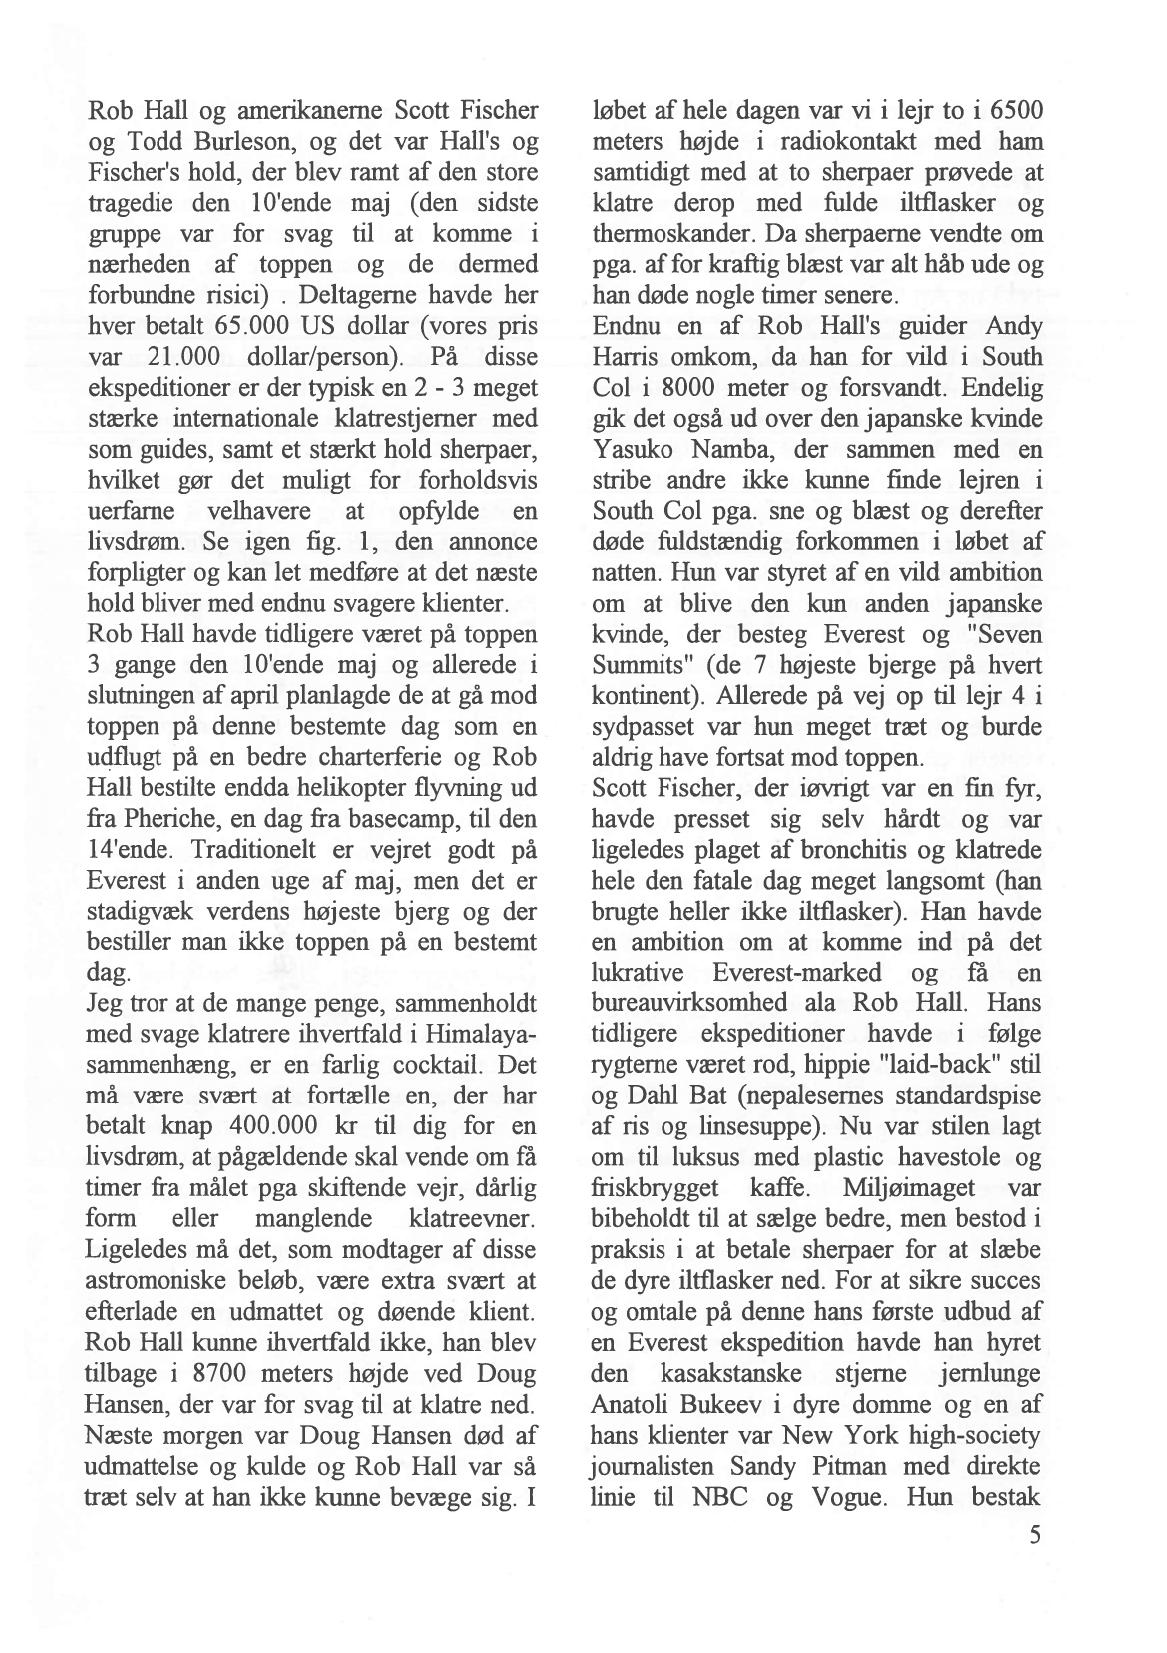 Rob Hall og amerikanerne Scott Fischer
og Todd Burleson, og det var Hall's og
Fischer's hold, der blev ramt af den store
tragedie den 10'ende maj (den sidste
gruppe var for svag til at komme i
nærheden af toppen og de dermed
forbundne risici) . Deltagerne havde her
hver betalt 65.000 US dollar (vores pris
var 21.000 dollar/person). På disse
ekspeditioner er der typisk en 2 - 3 meget
stærke internationale klatrestjerner med
som guides, samt et stærkt hold sherpaer,
hvilket gør det muligt for forholdsvis
uerfarne velhavere at opfylde en
livsdrøm. Se igen fig. 1, den annonce
forpligter og kan let medføre at det næste
hold bliver med endnu svagere klienter.
Rob Hall havde tidligere været på toppen
3 gange den 10'ende maj og allerede i
slutningen af april planlagde de at gå mod
toppen på denne bestemte dag som en
udflugt på en bedre charterferie og Rob
Hall bestilte endda helikopter flyvning ud
fra Pheriche, en dag fra basecamp, til den
14'ende. Traditionelt er vejret godt på
Everest i anden uge af maj, men det er
stadigvæk verdens højeste bjerg og der
bestiller man ikke toppen på en bestemt
dag.
Jeg tror at de mange penge, sammenholdt
med svage klatrere ihvertfald i Himalaya-
sammenhæng, er en farlig cocktail. Det
må være svært at fortælle en, der har
betalt knap 400.000 kr til dig for en
livsdrøm, at pågældende skal vende om få
timer fra målet pga skiftende vejr, dårlig
form eller manglende klatreevner.
Ligeledes må det, som modtager af disse
astromoniske beløb, være extra svært at
efterlade en udmattet og døende klient.
Rob Hall kunne ihvertfald ikke, han blev
tilbage i 8700 meters højde ved Doug
Hansen, der var for svag til at klatre ned.
Næste morgen var Doug Hansen død af
udmattelse og kulde og Rob Hall var så
træt selv at han ikke kunne bevæge sig. I
løbet af hele dagen var vi i lejr to i 6500
meters højde i radiokontakt med ham
samtidigt med at to sherpaer prøvede at
klatre derop med fulde iltflasker og
thermoskander. Da sherpaerne vendte om
pga. af for kraftig blæst var alt håb ude og
han døde nogle timer senere.
Endnu en af Rob Hall's guider Andy
Harris omkom, da han for vild i South
Col i 8000 meter og forsvandt. Endelig
gik det også ud over den japanske kvinde
Yasuko Namba, der sammen med en
stribe andre ikke kunne finde lejren i
South Col pga. sne og blæst og derefter
døde fuldstændig forkommen i løbet af
natten. Hun var styret af en vild ambition
om at blive den kun anden japanske
kvinde, der besteg Everest og "Seven
Summits" (de 7 højeste bjerge på hvert
kontinent). Allerede på vej op til lejr 4 i
sydpasset var hun meget træt og burde
aldrig have fortsat mod toppen.
Scott Fischer, der iøvrigt var en fin fyr,
havde presset sig selv hårdt og var
ligeledes plaget af bronchitis og klatrede
hele den fatale dag meget langsomt (han
brugte heller ikke iltflasker). Han havde
en ambition om at komme ind på det
lukrative Everest-marked og få en
bureauvirksomhed ala Rob Hall. Hans
tidligere ekspeditioner havde i følge
rygterne været rod, hippie "laid-back" stil
og Dahl Bat (nepalesernes standardspise
af ris og linsesuppe). Nu var stilen lagt
om til luksus med plastic havestole og
friskbrygget kaffe. Miljøimaget var
bibeholdt til at sælge bedre, men bestod i
praksis i at betale sherpaer for at slæbe
de dyre iltflasker ned. For at sikre succes
og omtale på denne hans første udbud af
en Everest ekspedition havde han hyret
den kasakstanske stjerne jernlunge
Anatoli Bukeev i dyre domme og en af
hans klienter var New York high-society
journalisten Sandy Pitman med direkte
linie til NBC og Vogue. Hun bestak
5